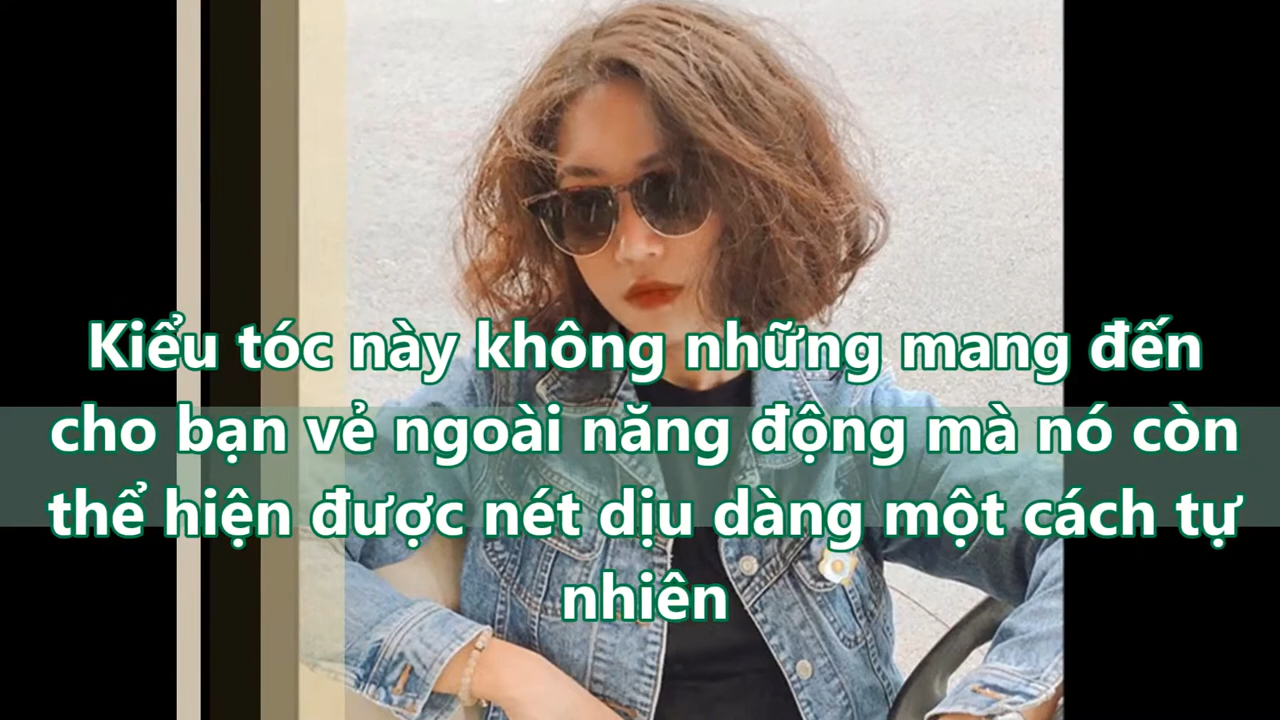 Kiểu tóc này không những mang đến
cho bạn vẻ ngoài năng động mà nó còn
thể hiện được nét dịu dàng một cách tự
nhiên